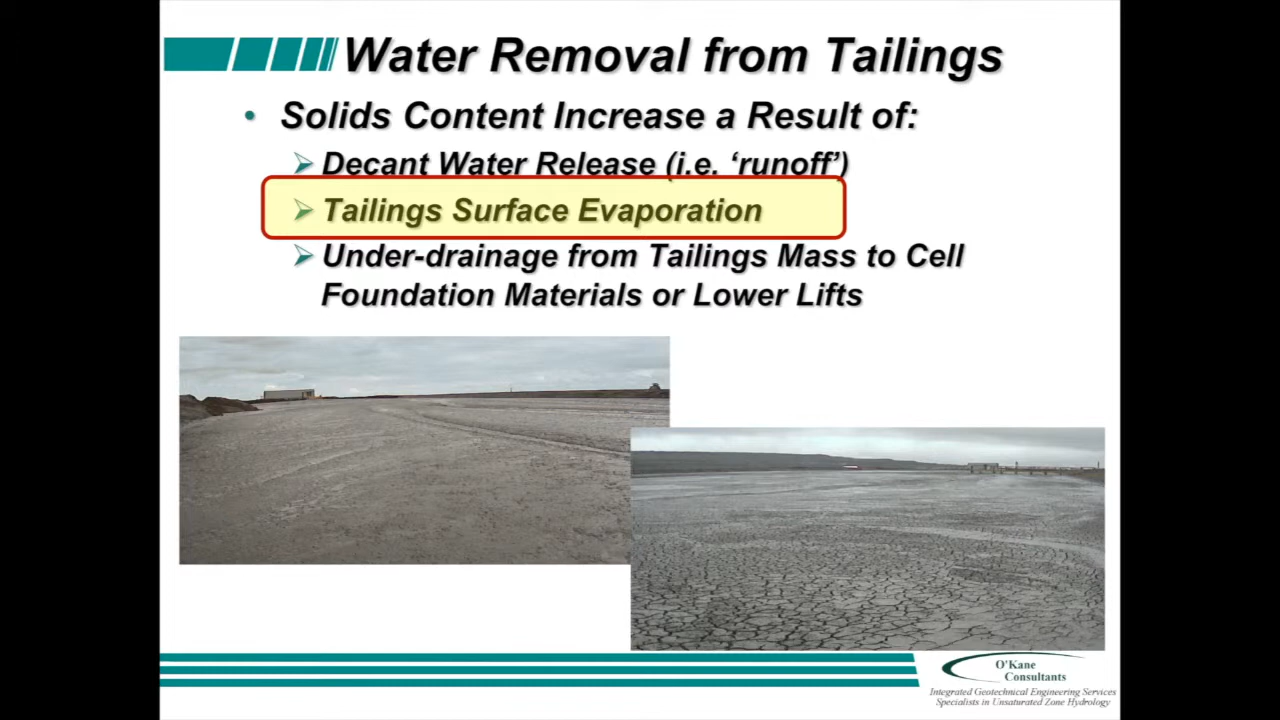 Water Removal from Tailings
• Solids Content Increase a Result of:
➢ Decant Water Release (i.e. ‘runoff’)
➢ Tailings Surface Evaporation
➢ Under-drainage from Tailings Mass to Cell
Foundation Materials or Lower Lifts
O'Kane
Consultants
Integrated Geotechnical Engineering Services
Specialists in Unsaturated Zone Hydrology